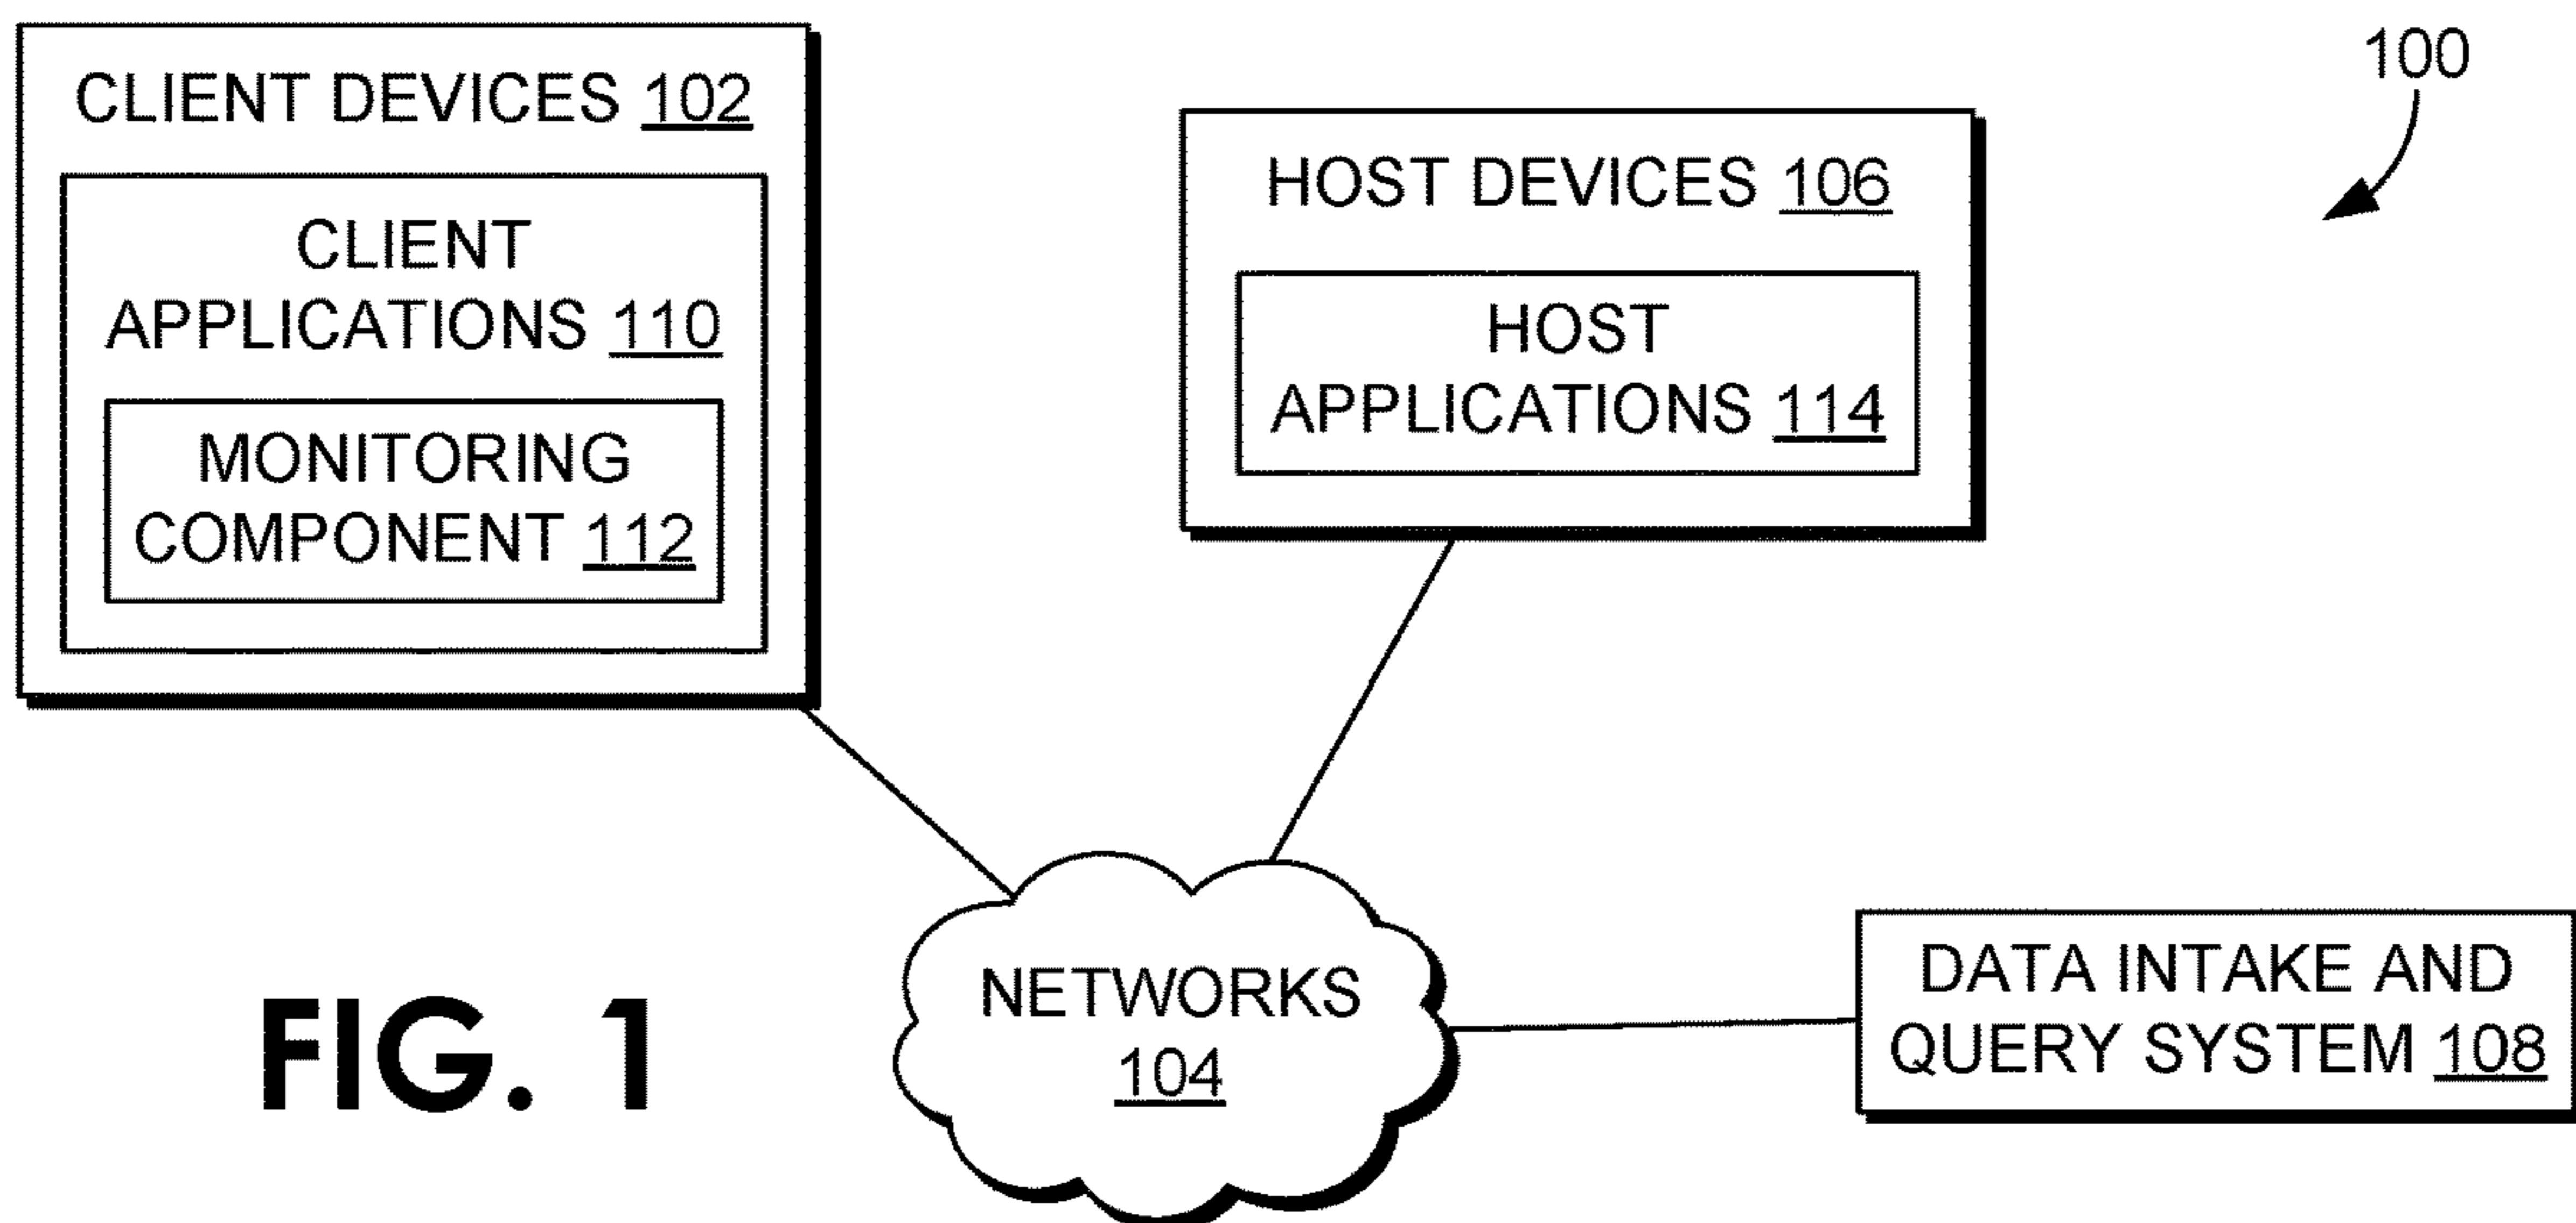 CLIENT DEVICES 102
CLIENT
APPLICATIONS 110
MONITORING
COMPONENT 112
HOST DEVICES 106
HOST
APPLICATIONS 114
100
NETWORKS
104
DATA INTAKE AND
QUERY SYSTEM 108
FIG. 1